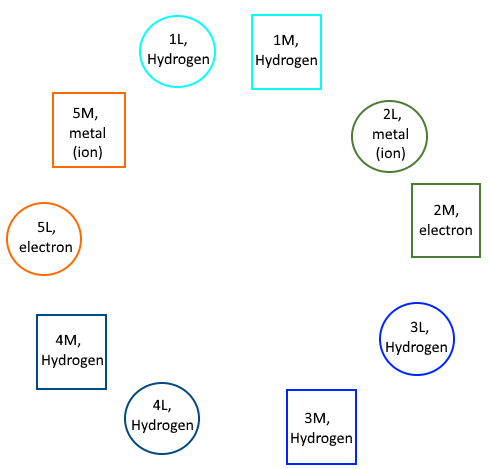 1L,
Hydrogen
1M,
Hydrogen
5M,
metal
(ion)
2L,
metal
(ion)
5L,
electron
2M,
electron
4M,
Hydrogen
3L,
Hydrogen
4L,
Hydrogen
3M,
Hydrogen